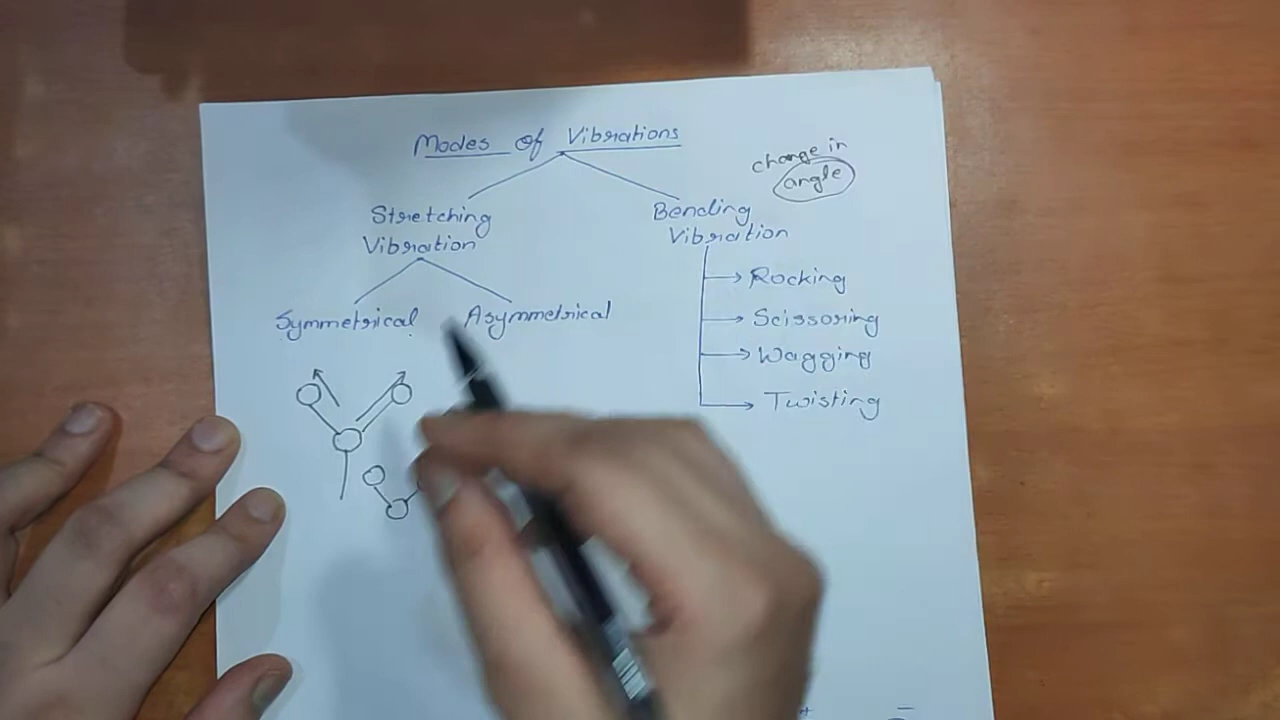 Modes of Vibrations
change in
angle
Stretching
Vibration
Bending
Vibration
Symmetrical
Asymmetrical
Rocking
Scissoring
Wagging
Twisting
+ –